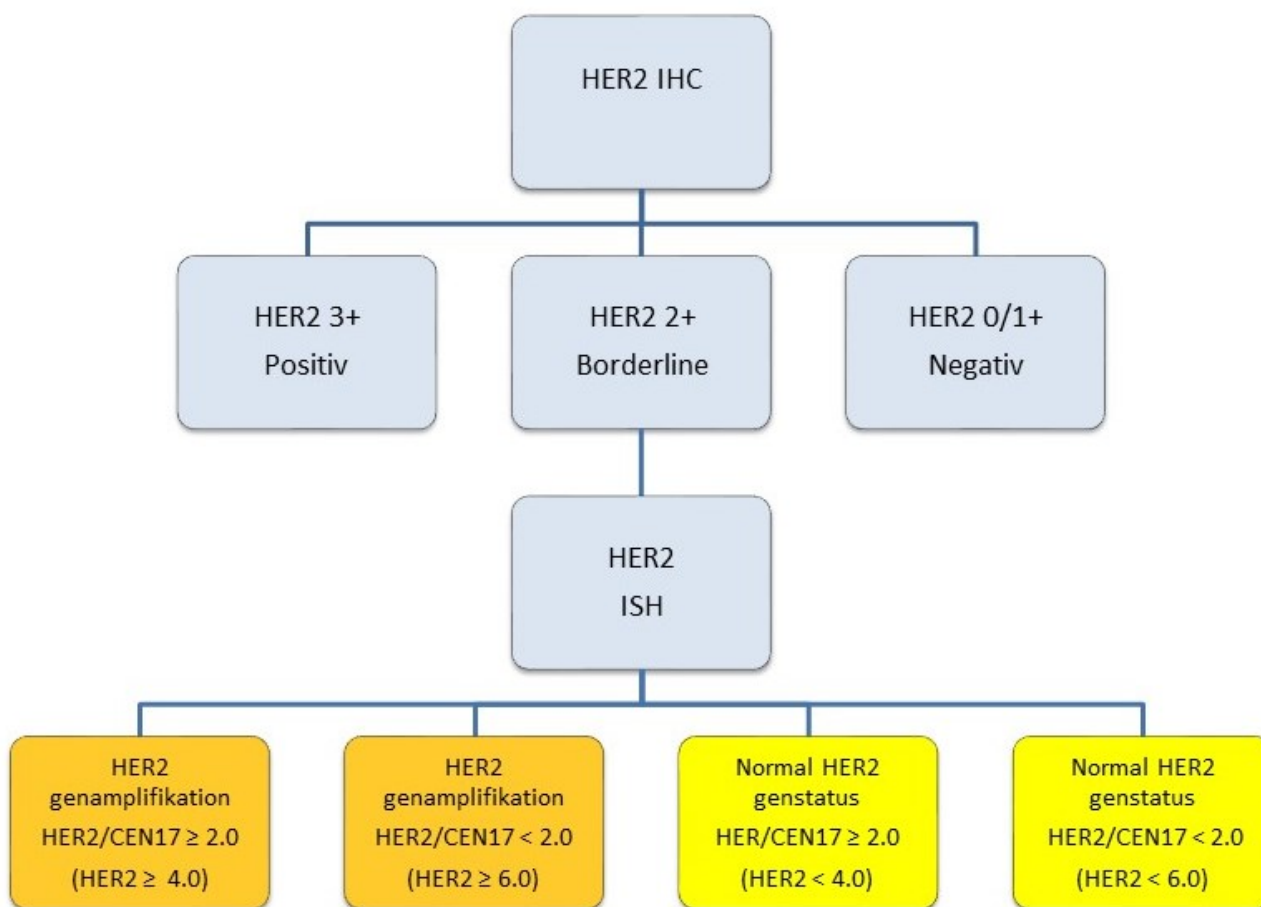 HER2 IHC
HER2 3+
Positiv
HER2 2+
Borderline
HER2 0/1+
Negativ
HER2
ISH
HER2
genamplifikation
HER2/CEN17 ≥ 2.0
(HER2 ≥ 4.0)
HER2
genamplifikation
HER2/CEN17 < 2.0
(HER2 ≥ 6.0)
Normal HER2
genstatus
HER/CEN17 ≥ 2.0
(HER2 < 4.0)
Normal HER2
genstatus
HER2/CEN17 < 2.0
(HER2 < 6.0)